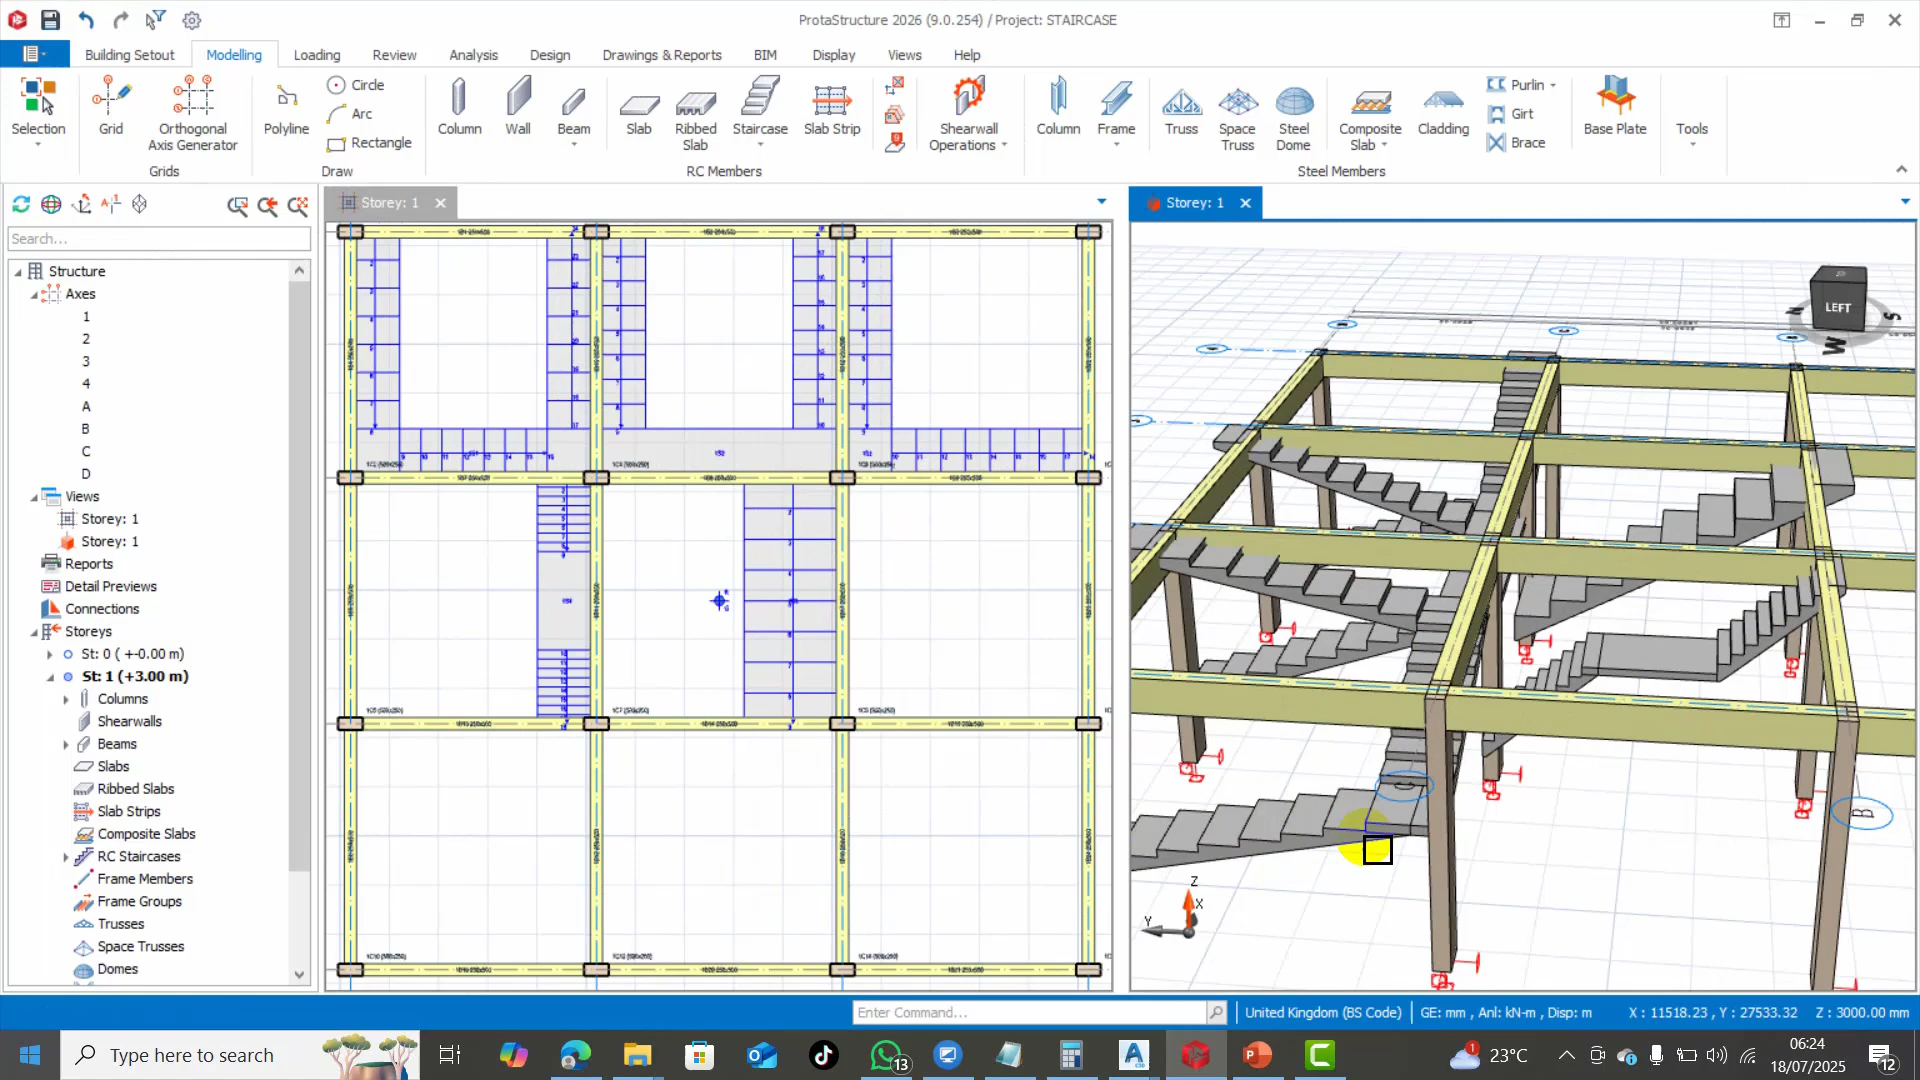 ProtaStructure 2026 (9.0.254) / Project: STAIRCASE
Building Setout
Modelling
Loading
Review
Analysis
Design
Drawings & Reports
BIM
Display
Views
Help
Selection
Grid
Orthogonal
Axis Generator
Grids
Polyline
Circle
Arc
Rectangle
Draw
Column
Wall
Beam
Slab
Ribbed
Slab
Staircase
Slab Strip
RC Members
Shearwall
Operations
Column
Frame
Truss
Space
Truss
Steel
Dome
Composite
Slab
Cladding
Purlin
Girt
Brace
Steel Members
Base Plate
Tools
Search...
Structure
Axes
1
2
3
4
A
B
C
D
Views
Storey: 1
Storey: 1
Reports
Detail Previews
Connections
Storeys
St: 0 ( +-0.00 m)
St: 1 (+3.00 m)
Columns
Shearwalls
Beams
Slabs
Ribbed Slabs
Slab Strips
Composite Slabs
RC Staircases
Frame Members
Frame Groups
Trusses
Space Trusses
Domes
Storey: 1
Storey: 1
LEFT
N
S
W
B
Z
X
Y
Enter Command...
United Kingdom (BS Code)
GE: mm , Anl: kN-m , Disp: m
X : 11518.23 , Y : 27533.32
Z : 3000.00 mm
Type here to search
13
1
23°C
06:24
18/07/2025
12